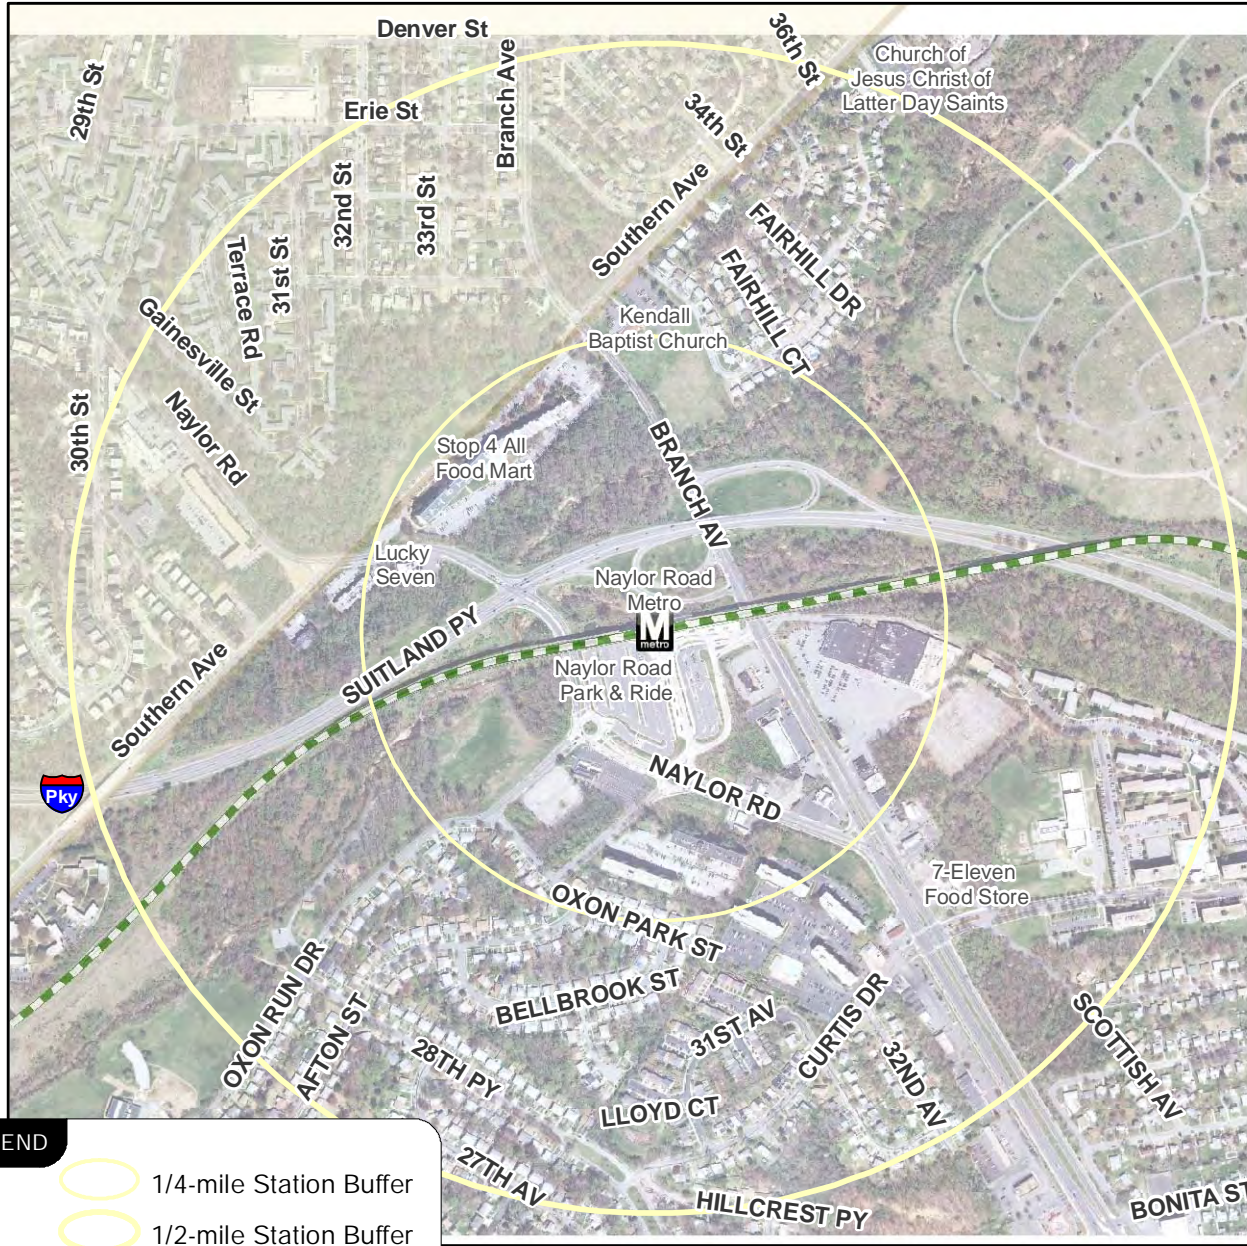 Denver St
36th St
Church of
Jesus Christ of
Latter Day Saints
29th St
Branch Ave
Erie St
34th St
32nd St
33rd St
Southern Ave
FAIRHILL DR
Terrace Rd
31st St
FAIRHILL CT
Gainesville St
Kendall
Baptist Church
30th St
Naylor Rd
Stop 4 All
Food Mart
BRANCH AV
Lucky
Seven
Naylor Road
Metro
M
metro
SUITLAND PY
Naylor Road
Park & Ride
Southern Ave
Pky
NAYLOR RD
7-Eleven
Food Store
OXON PARK ST
OXON RUN DR
BELLBROOK ST
AFTON ST
28TH PY
31ST AV
CURTIS DR
32ND AV
SCOTTISH AV
LLOYD CT
27TH AV
HILLCREST PY
BONITA ST
END
1/4-mile Station Buffer
1/2-mile Station Buffer